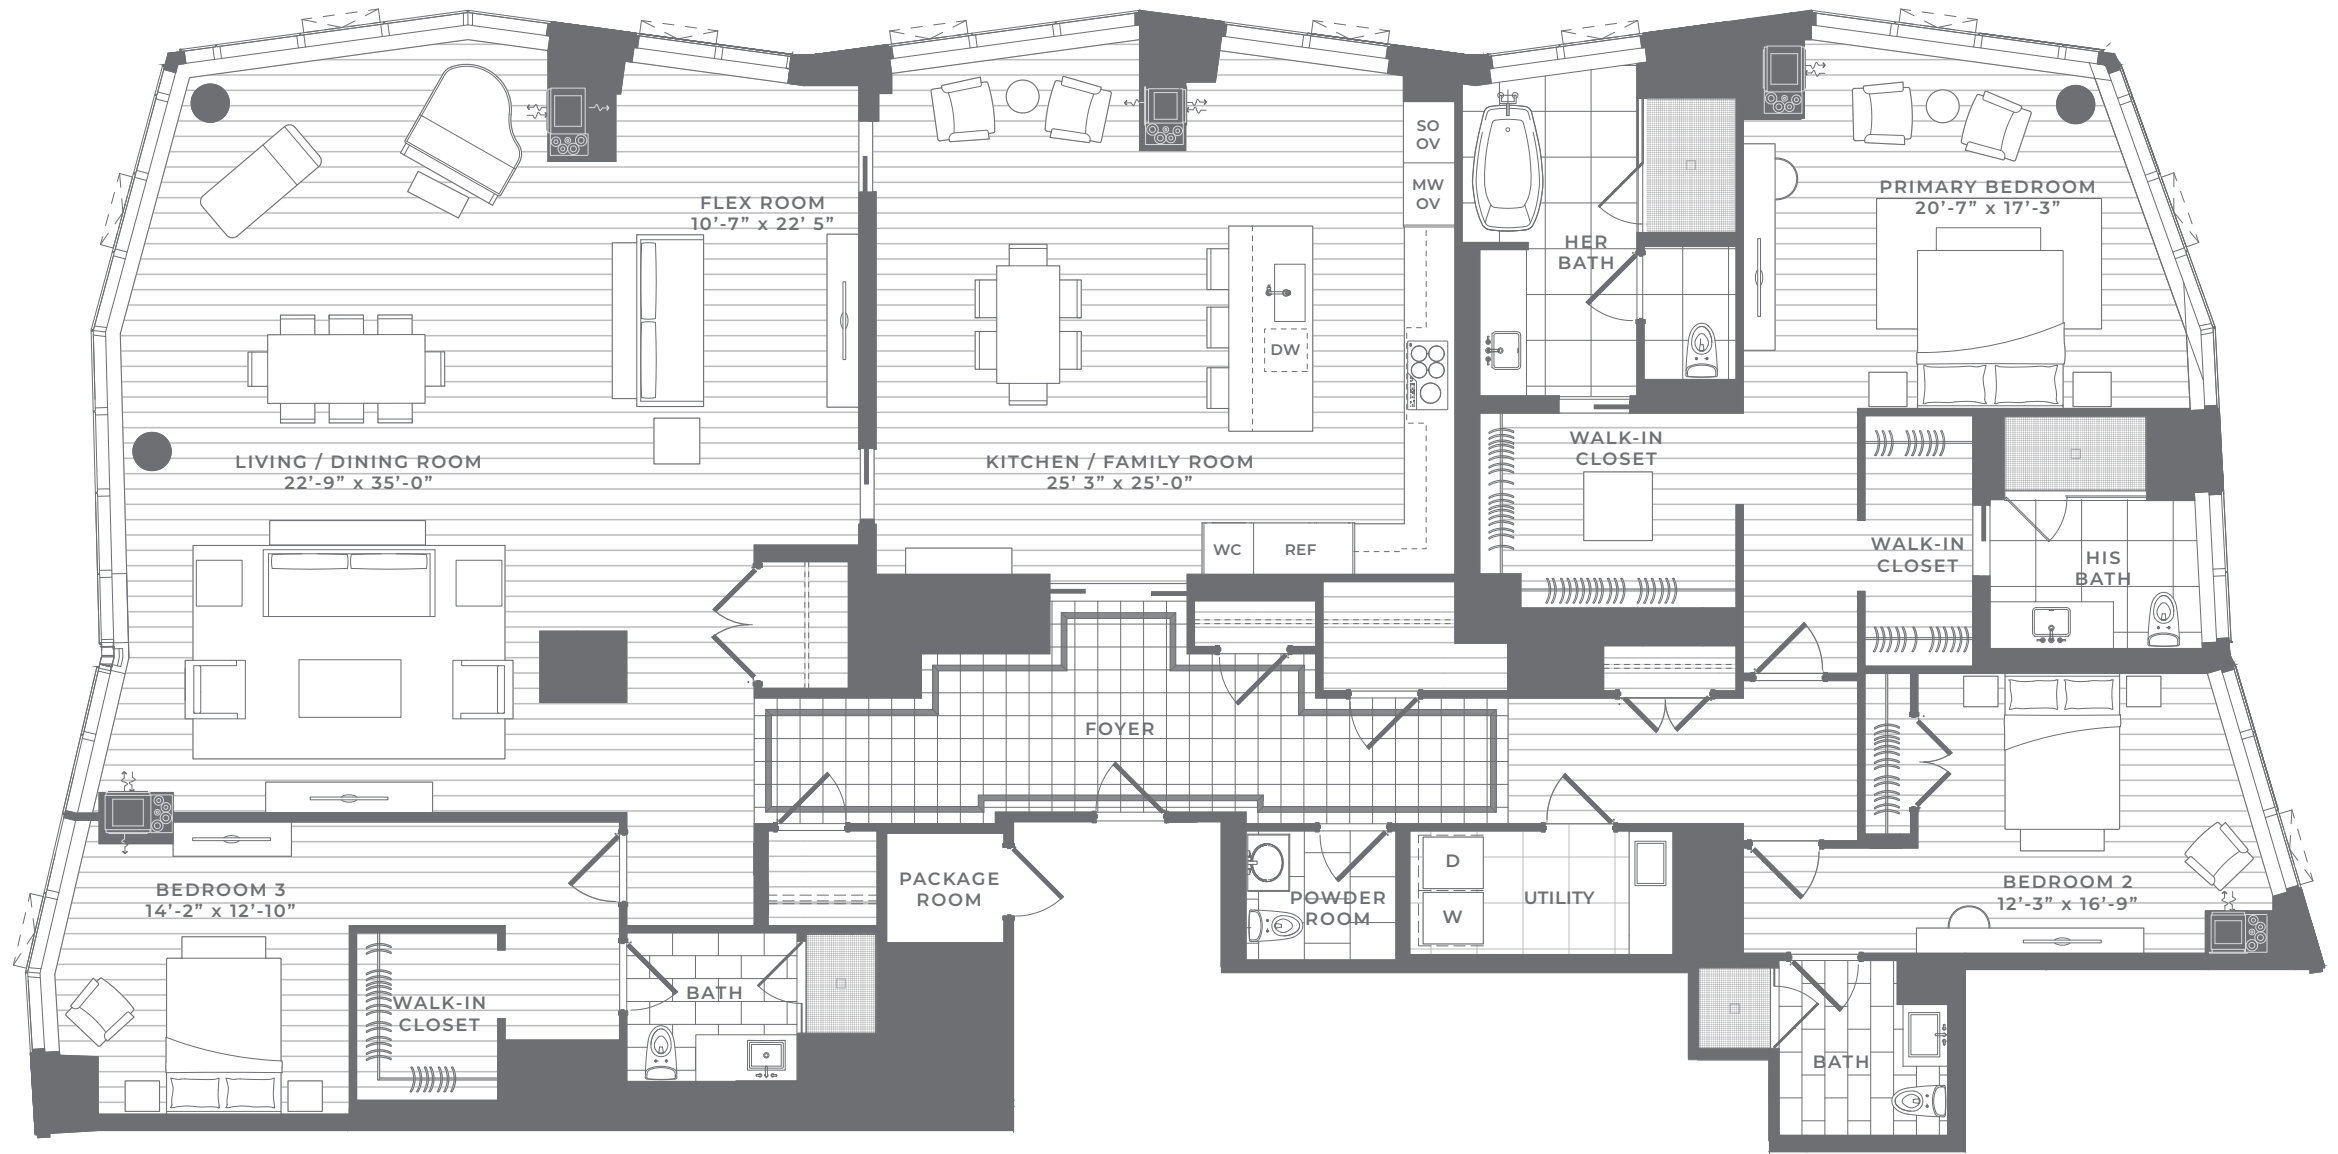 SO
OV
MW
OV
FLEX ROOM
10’-7” x 22’ 5”
PRIMARY BEDROOM
20’-7” x 17’-3”
HER
BATH
DW
LIVING / DINING ROOM
22’-9” x 35’-0”
KITCHEN / FAMILY ROOM
25’ 3” x 25’-0”
WALK-IN
CLOSET
WC
REF
WALK-IN
CLOSET
HIS
BATH
FOYER
BEDROOM 3
14’-2” x 12’-10”
PACKAGE
ROOM
POWDER
ROOM
D
W
UTILITY
BEDROOM 2
12’-3” x 16’-9”
WALK-IN
CLOSET
BATH
BATH